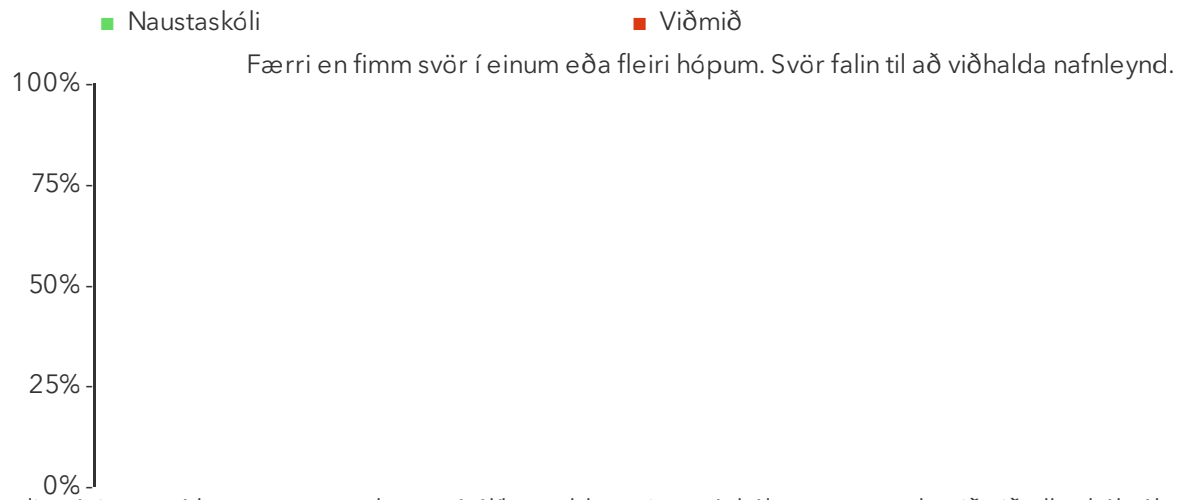 Naustaskóli Viðmið
Færri en fimm svör í einum eða fleiri hópum. Svör falin til að viðhalda nafnleynd.
100%
75%
50%
25%
0%